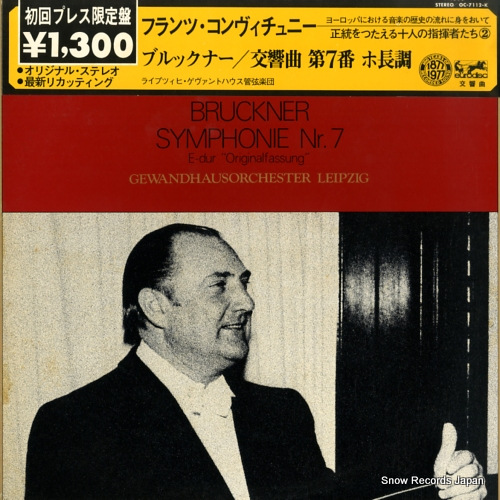 初回プレス限定盤
¥1,300
●オリジナル・ステレオ
●最新リカッティング
STEREO OC-7112-K
フランツ・コンヴィチュニー
ヨーロッパにおける音楽の歴史の流れに身をおいて
正統をつたえる十人の指揮者たち②
ブルックナー／交響曲 第7番 ホ長調
ライプツィヒ・ゲヴァントハウス管弦楽団
1877
1977
eurodisc
交響曲
BRUCKNER
SYMPHONIE Nr. 7
E-dur "Originalfassung"
GEWANDHAUSORCHESTER LEIPZIG
Snow Records Japan
www.snowrecords.jp